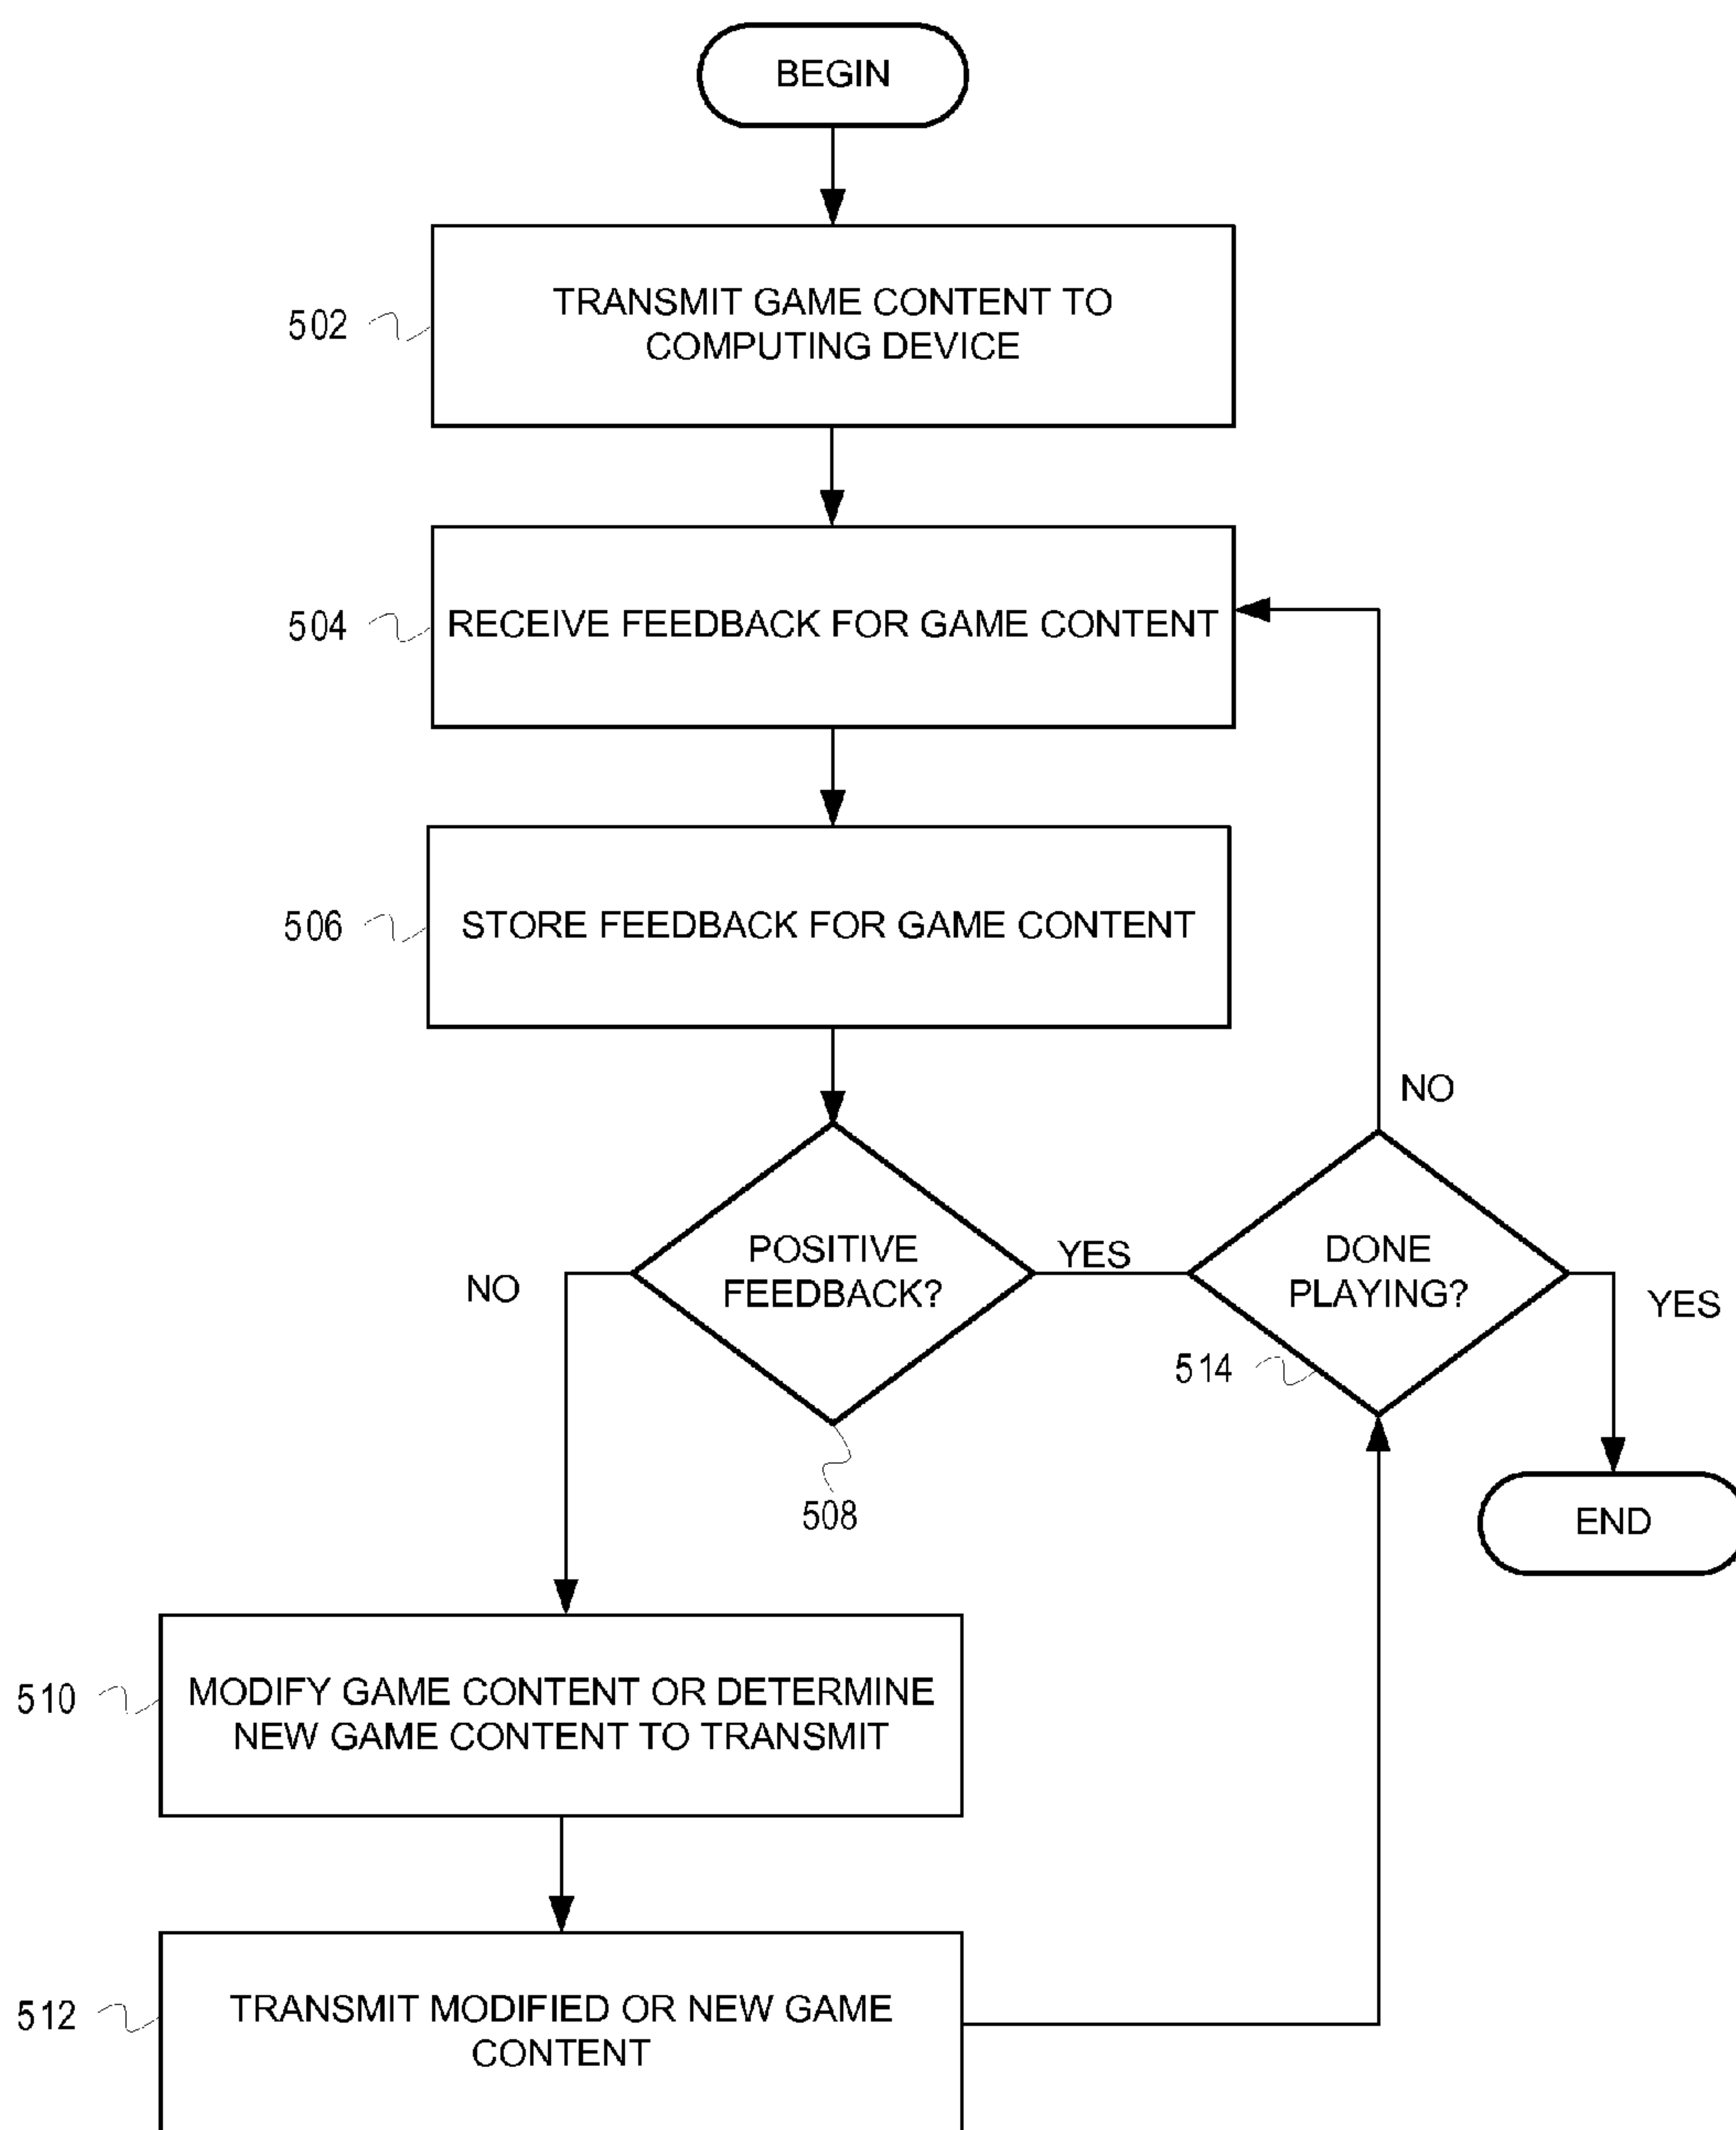 BEGIN
502
TRANSMIT GAME CONTENT TO
COMPUTING DEVICE
504
RECEIVE FEEDBACK FOR GAME CONTENT
506
STORE FEEDBACK FOR GAME CONTENT
NO
POSITIVE
FEEDBACK?
YES
508
NO
DONE
PLAYING?
514
YES
END
510
MODIFY GAME CONTENT OR DETERMINE
NEW GAME CONTENT TO TRANSMIT
512
TRANSMIT MODIFIED OR NEW GAME
CONTENT